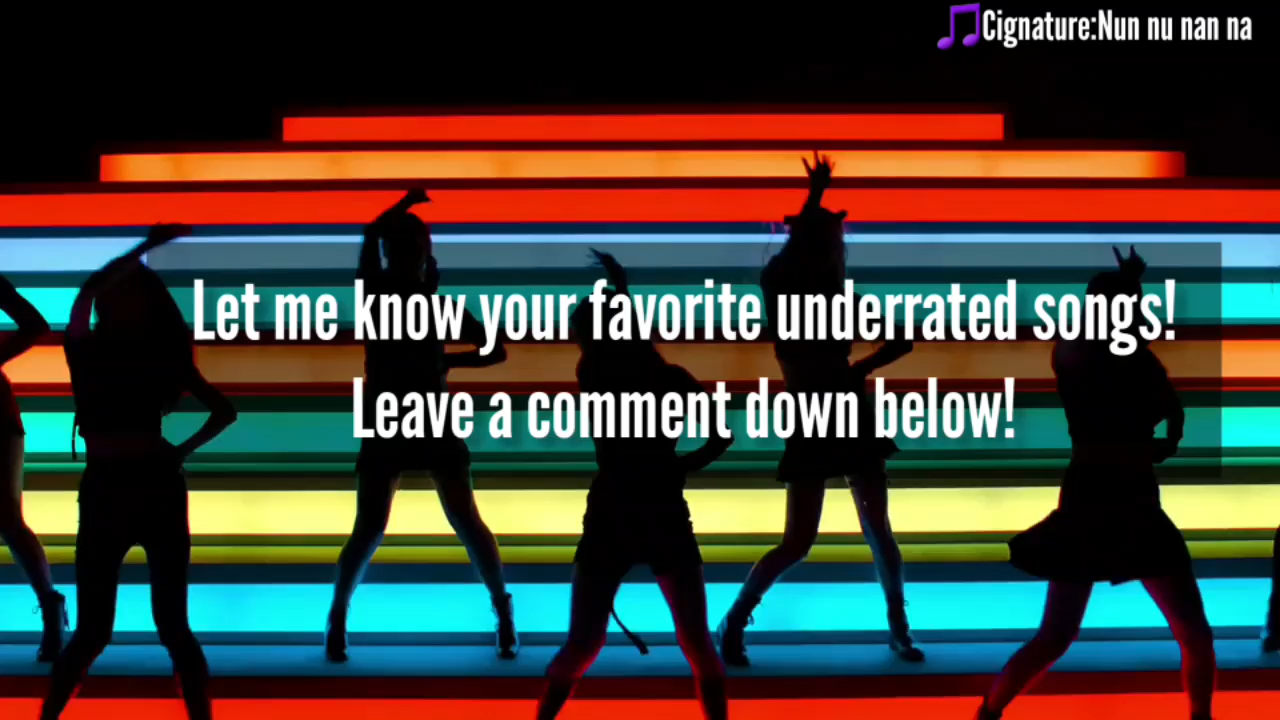 🎵Cignature:Nun nu nan na
Let me know your favorite underrated songs!
Leave a comment down below!